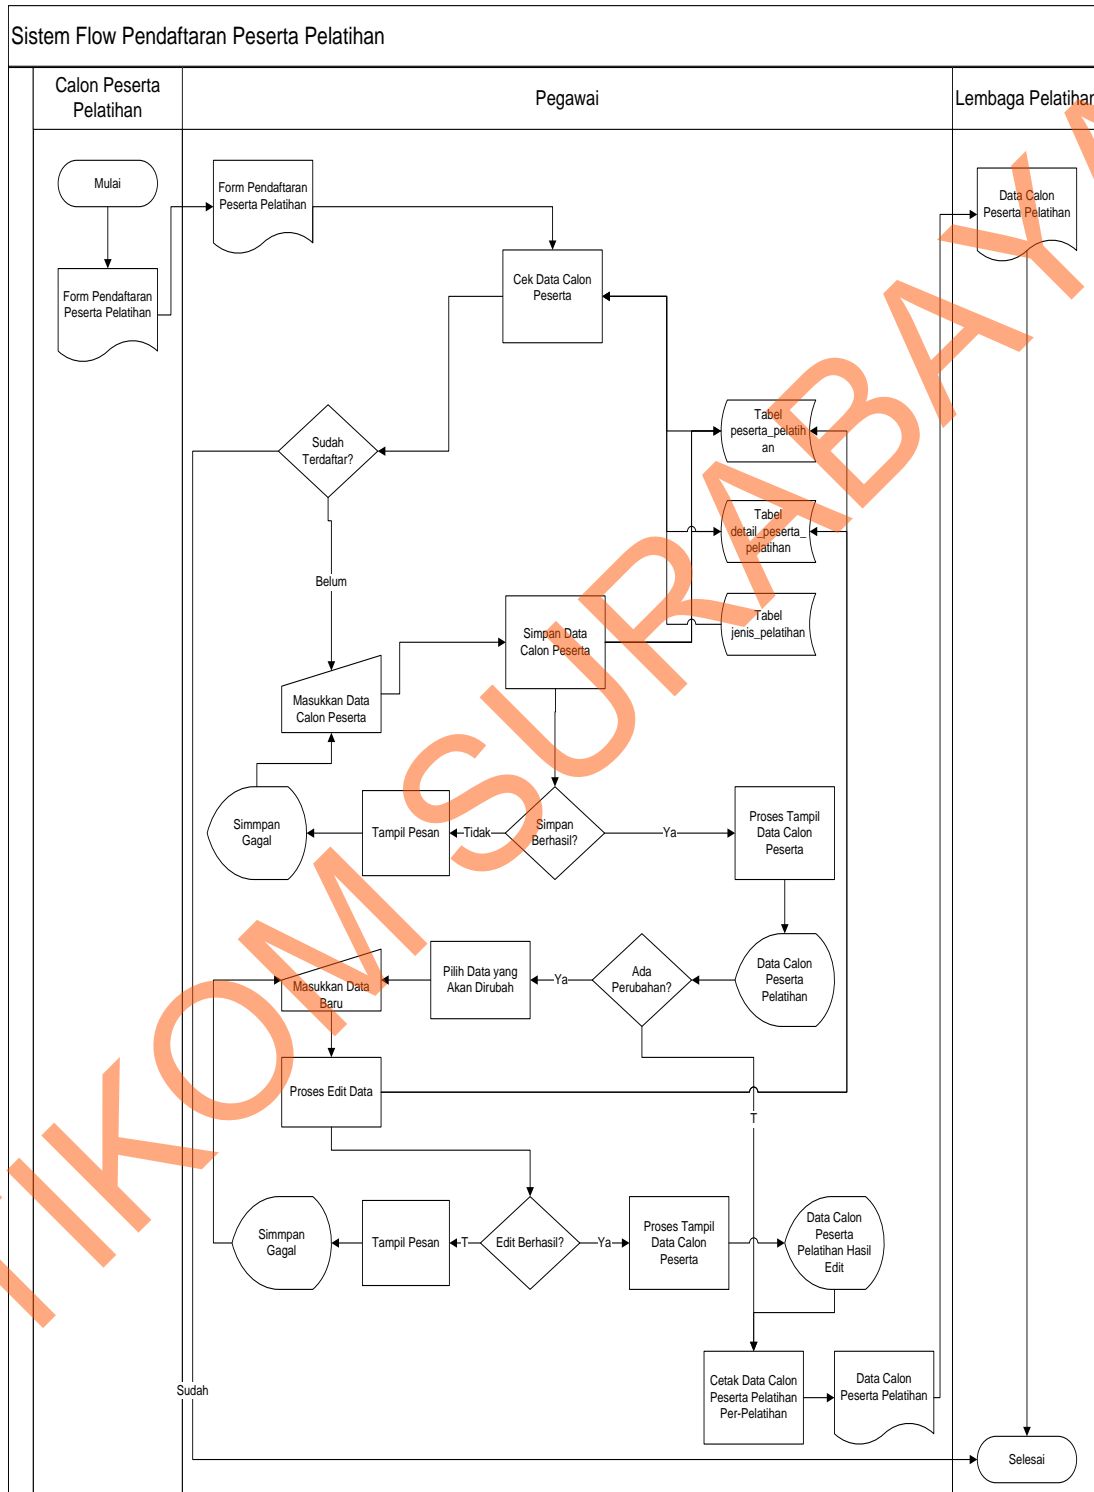 Sistem Flow Pendaftaran Peserta Pelatihan
Calon Peserta
Pelatihan
Pegawai
Lembaga Pelatihan
Mulai
Form Pendaftaran
Peserta Pelatihan
Form Pendaftaran
Peserta Pelatihan
Data Calon
Peserta Pelatihan
Cek Data Calon
Peserta
Sudah
Terdaftar?
Tabel
peserta_pelatih
an
Tabel
detail_peserta_
pelatihan
Belum
Simpan Data
Calon Peserta
Tabel
jenis_pelatihan
Masukkan Data
Calon Peserta
Simmpan
Gagal
Tampil Pesan
Tidak
Simpan
Berhasil?
Ya
Proses Tampil
Data Calon
Peserta
Masukkan Data
Baru
Pilih Data yang
Akan Dirubah
Ya
Ada
Perubahan?
Data Calon
Peserta
Pelatihan
Proses Edit Data
T
Simmpan
Gagal
Tampil Pesan
T
Edit Berhasil?
Ya
Proses Tampil
Data Calon
Peserta
Data Calon
Peserta
Pelatihan Hasil
Edit
Sudah
Cetak Data Calon
Peserta Pelatihan
Per-Pelatihan
Data Calon
Peserta Pelatihan
Selesai
TIKOM SURABAYA